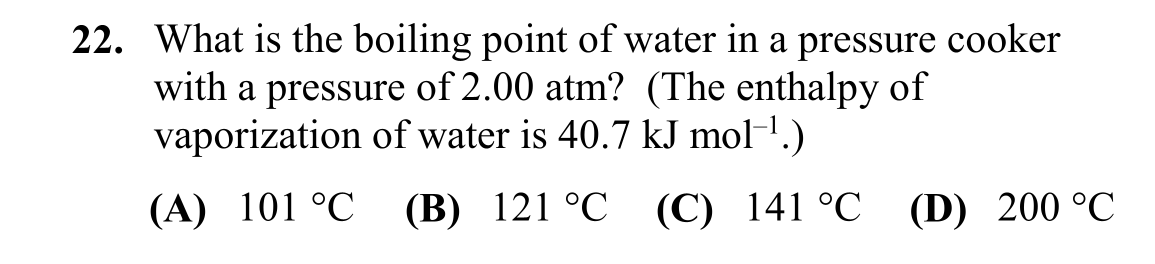 22. What is the boiling point of water in a pressure cooker
with a pressure of 2.00 atm? (The enthalpy of
vaporization of water is 40.7 kJ mol⁻¹.)
(A) 101 °C (B) 121 °C (C) 141 °C (D) 200 °C